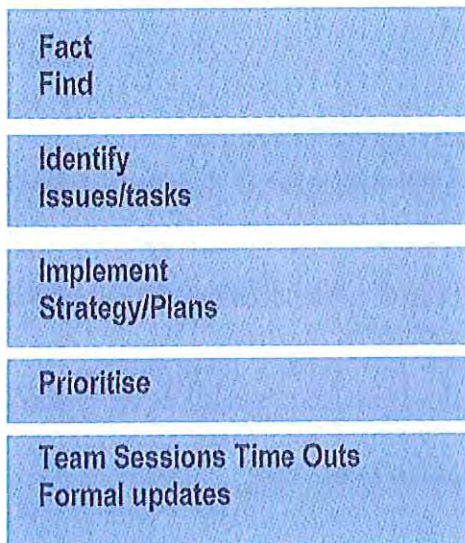 Fact
Find
Identify
Issues/tasks
Implement
Strategy/Plans
Prioritise
Team Sessions Time Outs
Formal updates